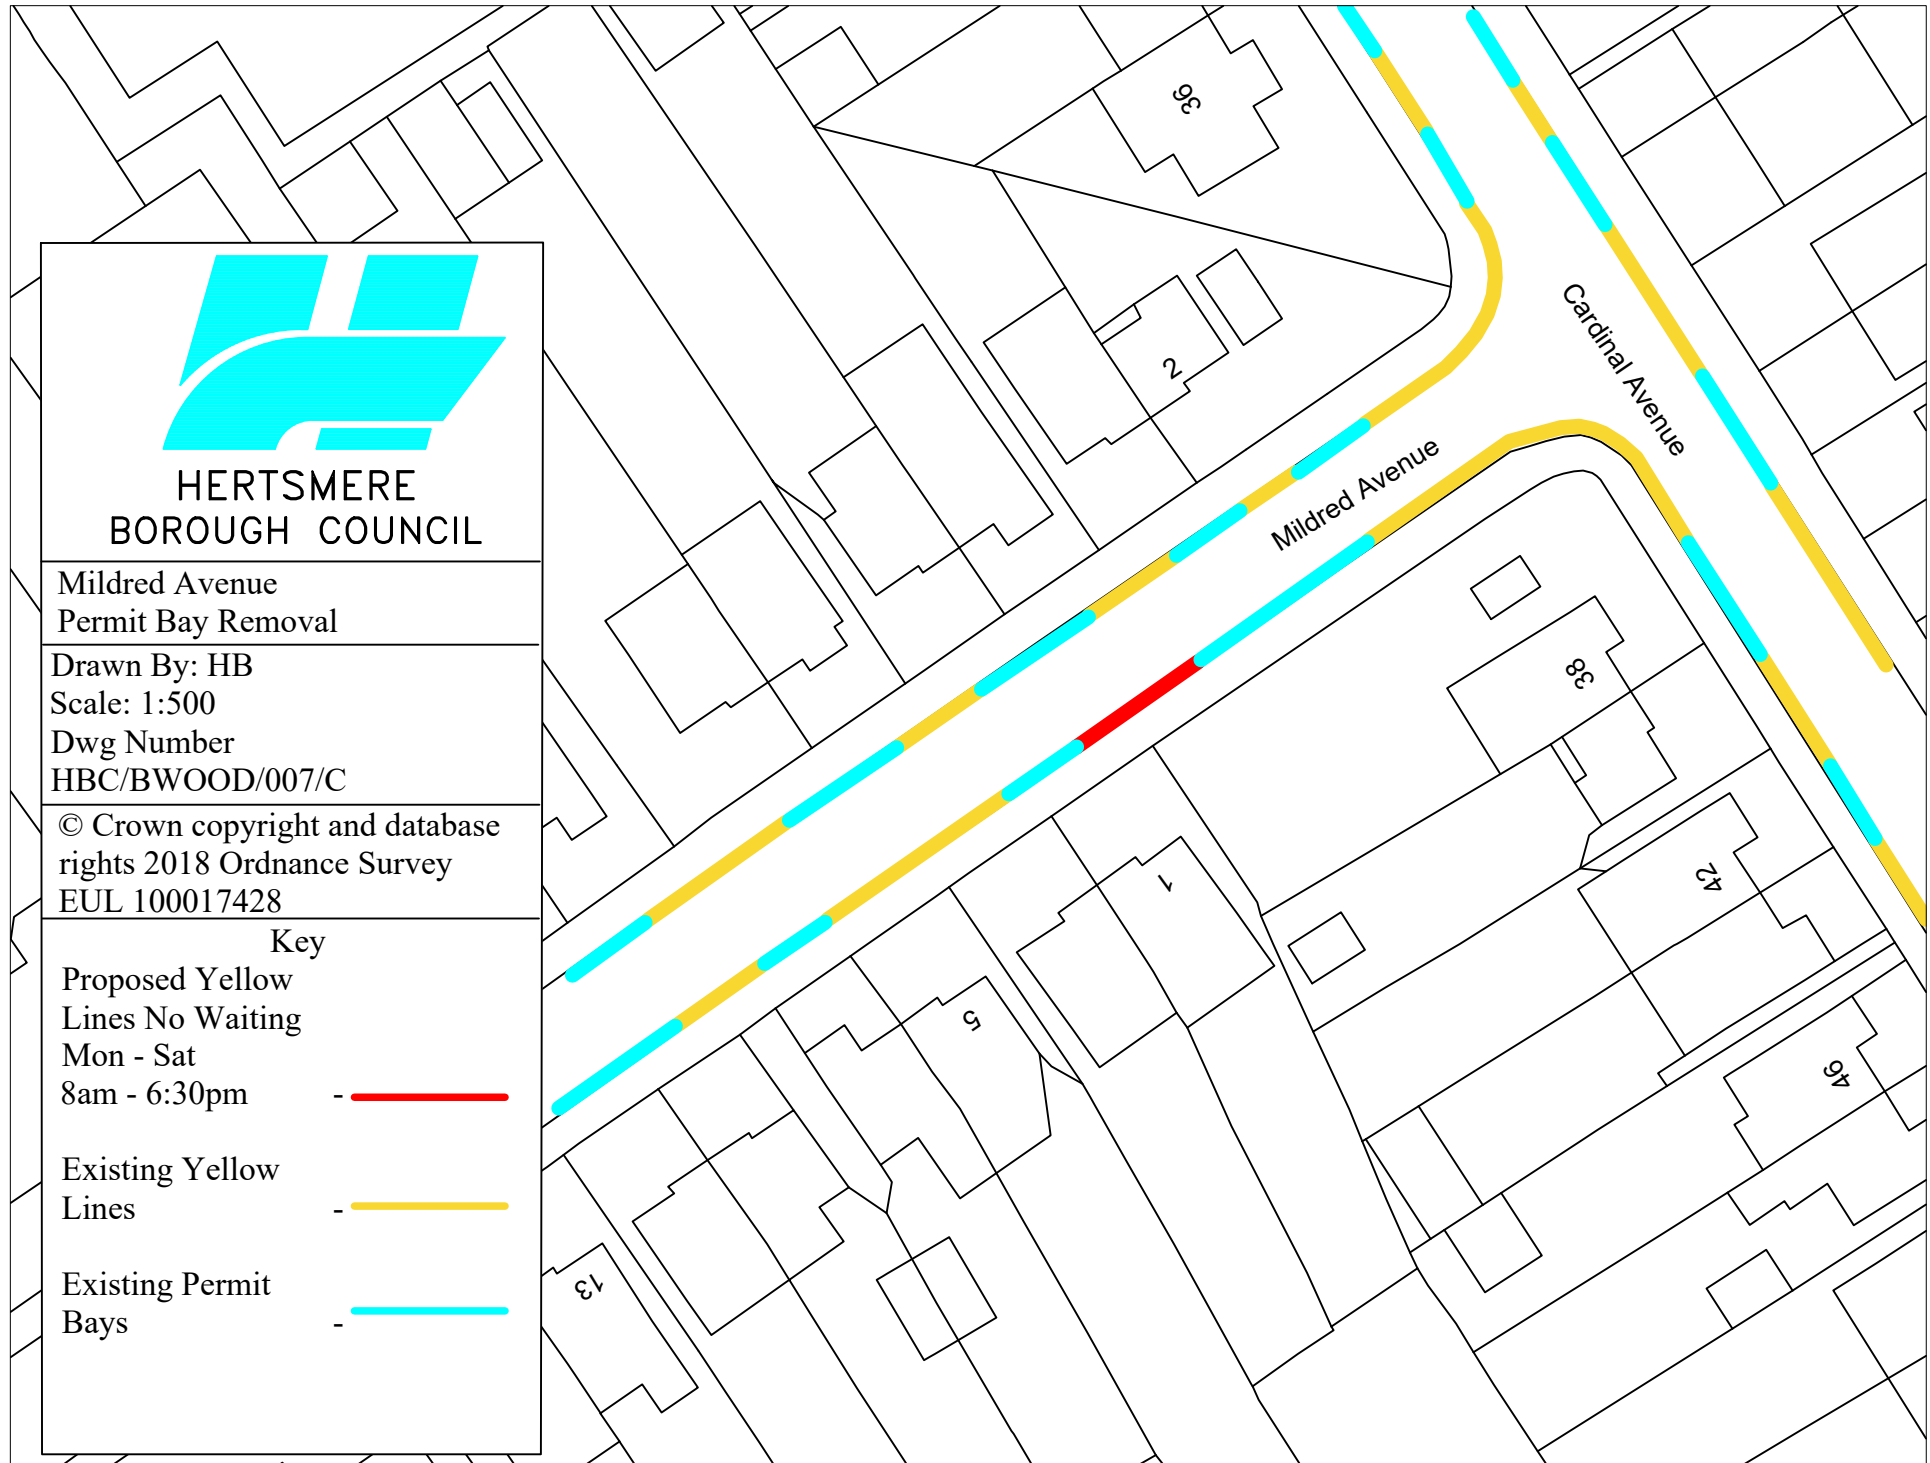 HERTSMERE
BOROUGH COUNCIL
Mildred Avenue
Permit Bay Removal
Drawn By: HB
Scale: 1:500
Dwg Number
HBC/BWOOD/007/C
© Crown copyright and database
rights 2018 Ordnance Survey
EUL 100017428
Key
Proposed Yellow
Lines No Waiting
Mon - Sat
8am - 6:30pm -
Existing Yellow
Lines -
Existing Permit
Bays -
36
2
Cardinal Avenue
Mildred Avenue
38
42
1
5
46
13